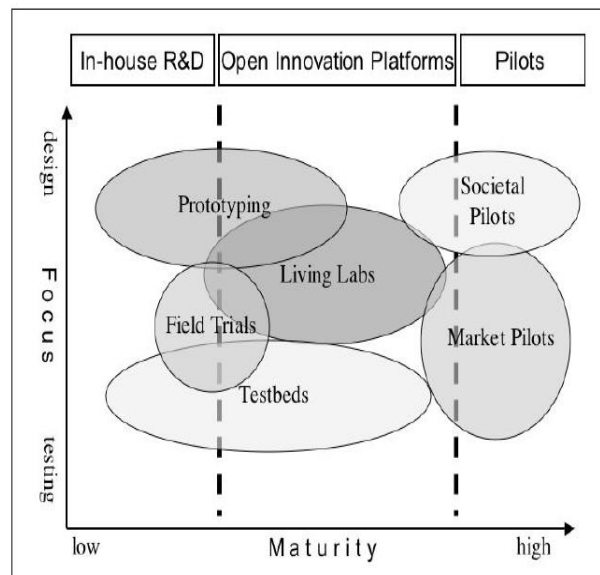 In-house R&D
Open Innovation Platforms
Pilots
design
Focus
testing
Prototyping
Societal
Pilots
Living Labs
Field Trials
Market Pilots
Testbeds
low
Maturity
high